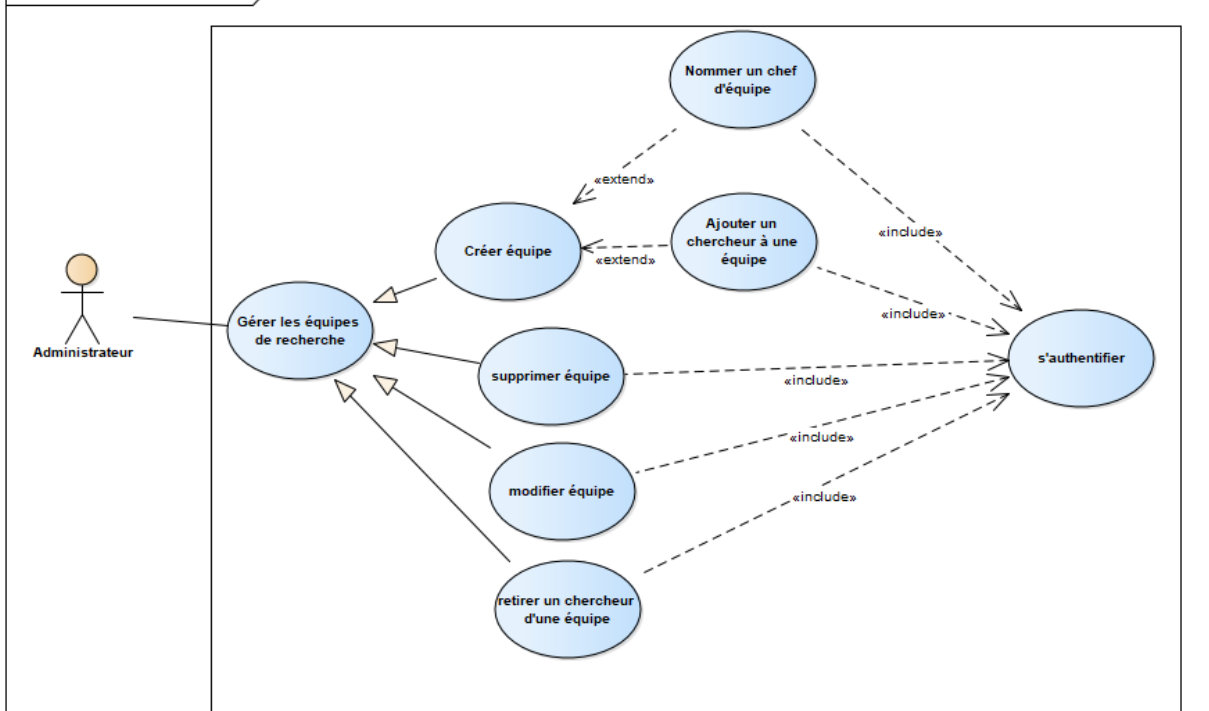 Nommer un chef
d'équipe
«extend»
Ajouter un
chercheur à une
équipe
«include»
Créer équipe
«extend»
«include»
Gérer les équipes
de recherche
Administrateur
s'authentifier
supprimer équipe
«include»
«include»
modifier équipe
«include»
retirer un chercheur
d'une équipe